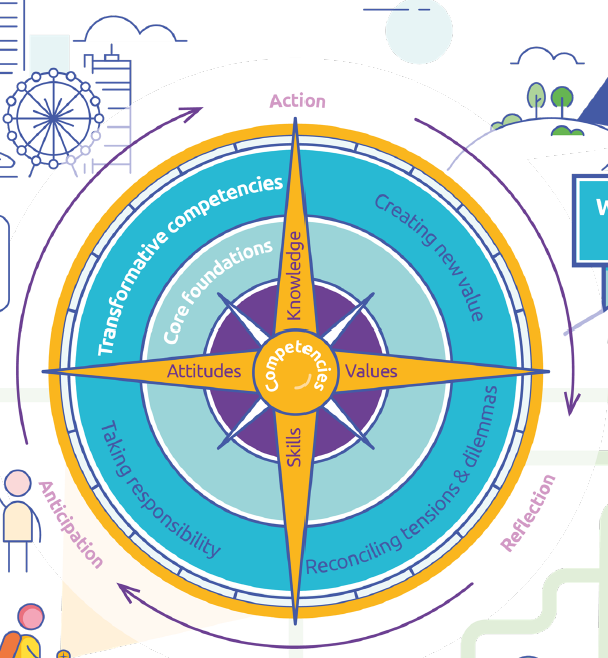 Action
Transformative competencies
Creating new value
W
Core foundations
Knowledge
Competencies
Attitudes
Values
Skills
Taking responsibility
Reconciling tensions & dilemmas
Anticipation
Reflection